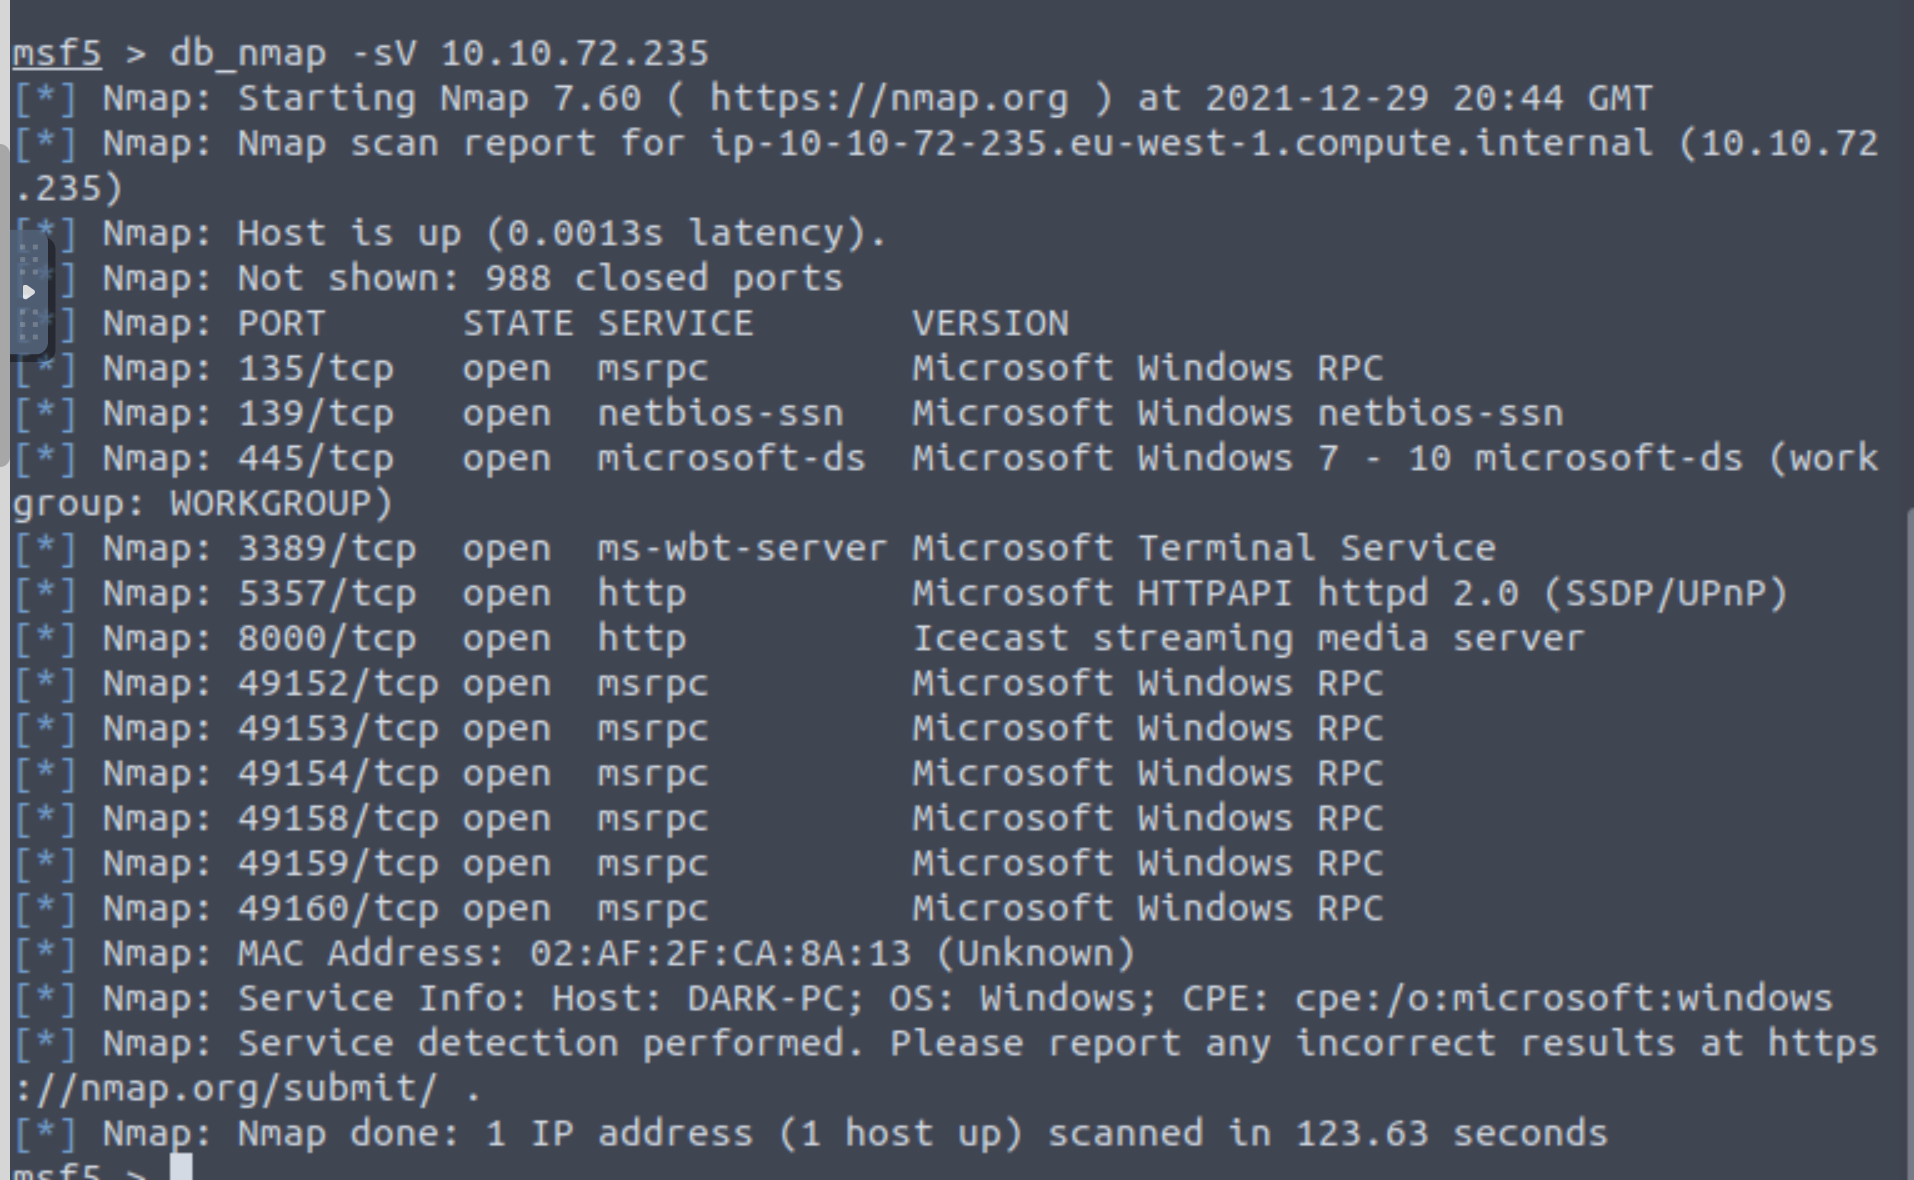 msf5 > db_nmap -sV 10.10.72.235
[*] Nmap: Starting Nmap 7.60 ( https://nmap.org ) at 2021-12-29 20:44 GMT
[*] Nmap: Nmap scan report for ip-10-10-72-235.eu-west-1.compute.internal (10.10.72
.235)
[*] Nmap: Host is up (0.0013s latency).
[*] Nmap: Not shown: 988 closed ports
[*] Nmap: PORT      STATE SERVICE       VERSION
[*] Nmap: 135/tcp   open  msrpc         Microsoft Windows RPC
[*] Nmap: 139/tcp   open  netbios-ssn   Microsoft Windows netbios-ssn
[*] Nmap: 445/tcp   open  microsoft-ds  Microsoft Windows 7 - 10 microsoft-ds (work
group: WORKGROUP)
[*] Nmap: 3389/tcp  open  ms-wbt-server Microsoft Terminal Service
[*] Nmap: 5357/tcp  open  http          Microsoft HTTPAPI httpd 2.0 (SSDP/UPnP)
[*] Nmap: 8000/tcp  open  http          Icecast streaming media server
[*] Nmap: 49152/tcp open  msrpc         Microsoft Windows RPC
[*] Nmap: 49153/tcp open  msrpc         Microsoft Windows RPC
[*] Nmap: 49154/tcp open  msrpc         Microsoft Windows RPC
[*] Nmap: 49158/tcp open  msrpc         Microsoft Windows RPC
[*] Nmap: 49159/tcp open  msrpc         Microsoft Windows RPC
[*] Nmap: 49160/tcp open  msrpc         Microsoft Windows RPC
[*] Nmap: MAC Address: 02:AF:2F:CA:8A:13 (Unknown)
[*] Nmap: Service Info: Host: DARK-PC; OS: Windows; CPE: cpe:/o:microsoft:windows
[*] Nmap: Service detection performed. Please report any incorrect results at https
://nmap.org/submit/ .
[*] Nmap: Nmap done: 1 IP address (1 host up) scanned in 123.63 seconds
msf5 >